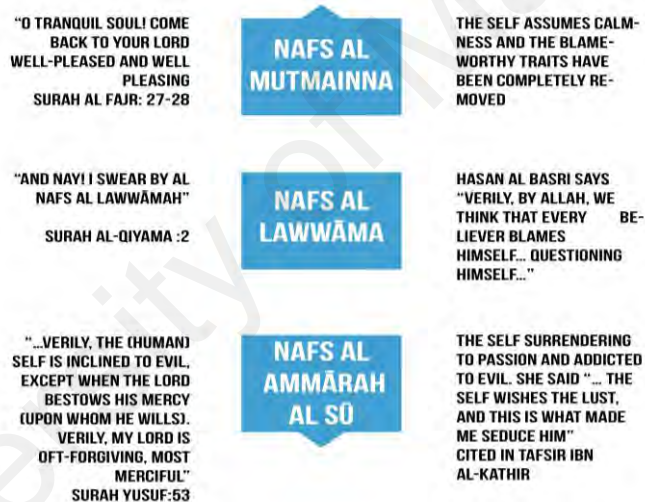 "O TRANQUIL SOUL! COME
BACK TO YOUR LORD
WELL-PLEASED AND WELL
PLEASING
SURAH AL FAJR: 27-28
NAFS AL
MUTMAINNA
THE SELF ASSUMES CALM-
NESS AND THE BLAME-
WORTHY TRAITS HAVE
BEEN COMPLETELY RE-
MOVED
"AND NAY! I SWEAR BY AL
NAFS AL LAWWĀMAH"
SURAH AL-QIYAMA :2
NAFS AL
LAWWĀMA
HASAN AL BASRI SAYS
"VERILY, BY ALLAH, WE
THINK THAT EVERY BE-
LIEVER BLAMES
HIMSELF... QUESTIONING
HIMSELF..."
"...VERILY, THE (HUMAN)
SELF IS INCLINED TO EVIL,
EXCEPT WHEN THE LORD
BESTOWS HIS MERCY
(UPON WHOM HE WILLS).
VERILY, MY LORD IS
OFT-FORGIVING, MOST
MERCIFUL"
SURAH YUSUF:53
NAFS AL
AMMĀRAH
AL SŪ
THE SELF SURRENDERING
TO PASSION AND ADDICTED
TO EVIL. SHE SAID "... THE
SELF WISHES THE LUST,
AND THIS IS WHAT MADE
ME SEDUCE HIM"
CITED IN TAFSIR IBN
AL-KATHIR